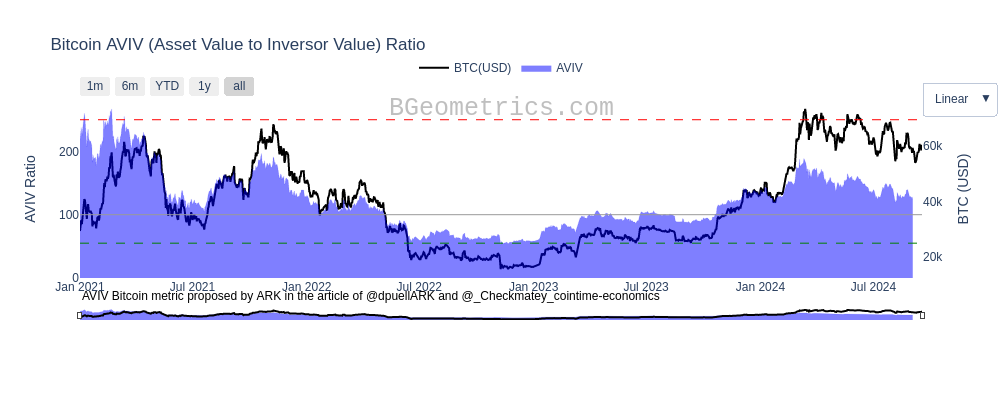 Bitcoin AVIV (Asset Value to Inversor Value) Ratio
BTC(USD) AVIV
1m 6m YTD 1y all
Linear ▼
BGeometrics.com
200
100
0
AVIV Ratio
60k
40k
20k
BTC (USD)
Jan 2021 Jul 2021 Jan 2022 Jul 2022 Jan 2023 Jul 2023 Jan 2024 Jul 2024
AVIV Bitcoin metric proposed by ARK in the article of @dpuellARK and @_Checkmatey_cointime-economics